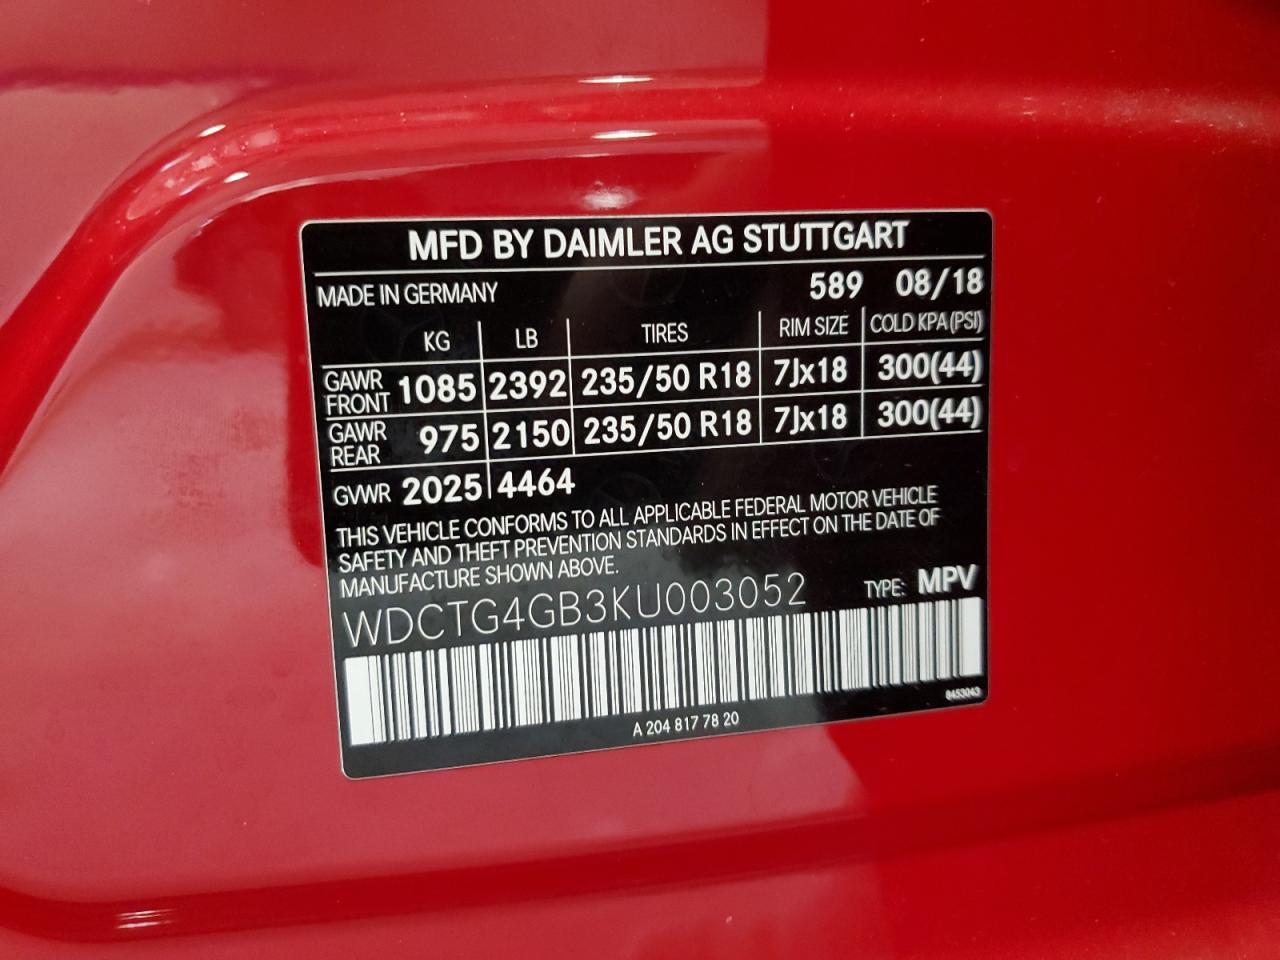 MFD BY DAIMLER AG STUTTGART
MADE IN GERMANY 589 08/18
KG LB TIRES RIM SIZE COLD KPA (PSI)
GAWR FRONT 1085 2392 235/50 R18 7Jx18 300(44)
GAWR REAR 975 2150 235/50 R18 7Jx18 300(44)
GVWR 2025 4464
THIS VEHICLE CONFORMS TO ALL APPLICABLE FEDERAL MOTOR VEHICLE
SAFETY AND THEFT PREVENTION STANDARDS IN EFFECT ON THE DATE OF
MANUFACTURE SHOWN ABOVE.
WDCTG4GB3KU003052 TYPE: MPV
8453043
A 204 817 78 20